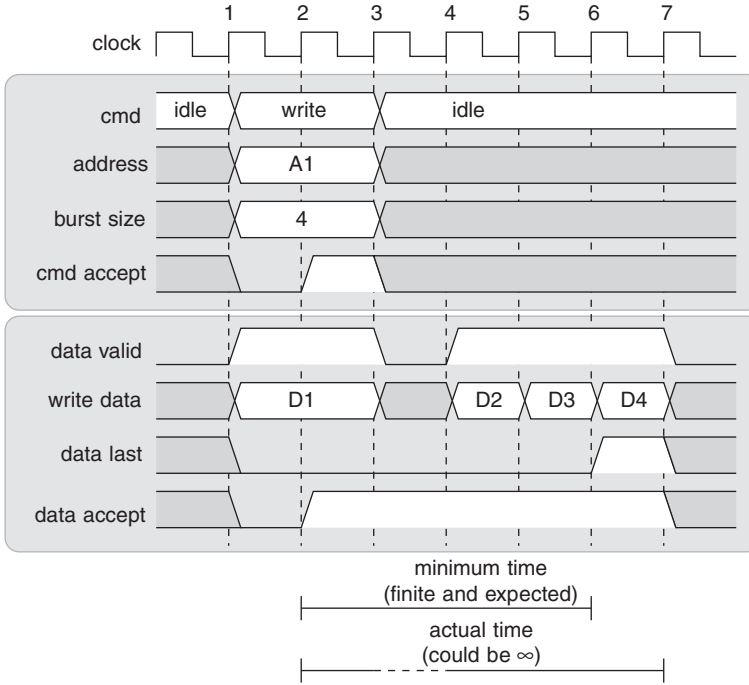 1 2 3 4 5 6 7
clock
cmd idle write idle
address A1
burst size 4
cmd accept
data valid
write data D1 D2 D3 D4
data last
data accept
minimum time
(finite and expected)
actual time
(could be ∞)